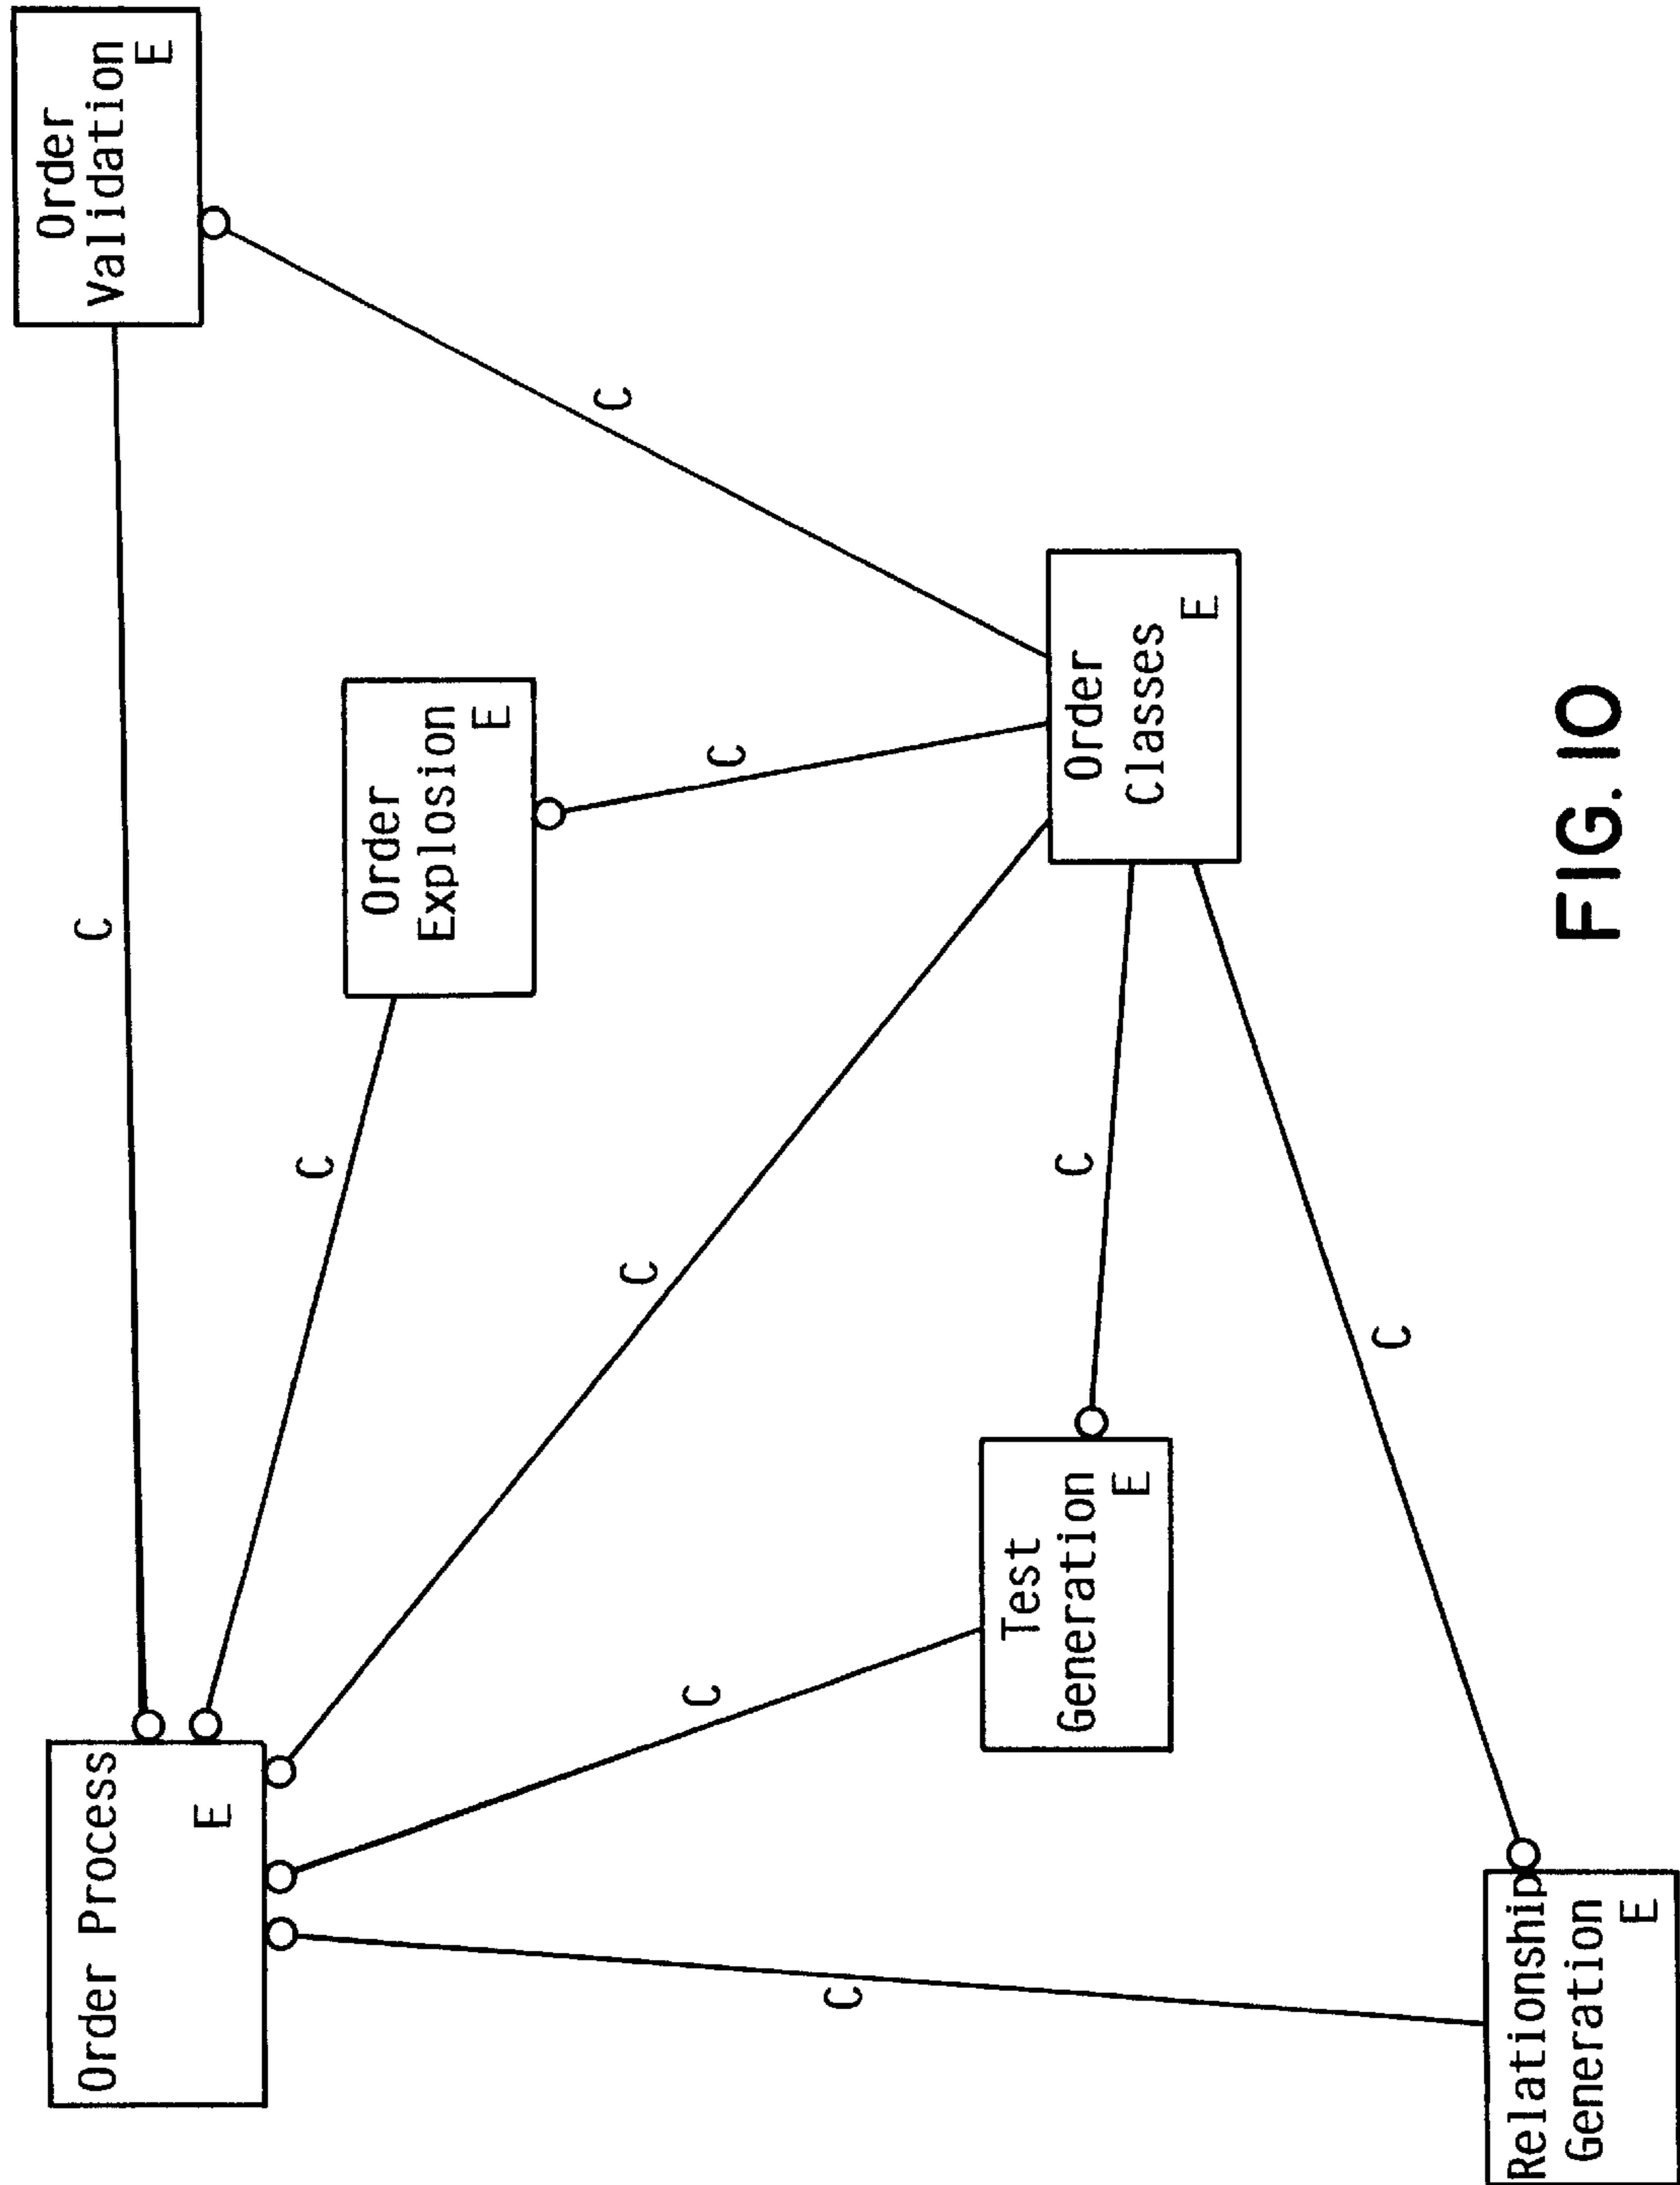 Order Process
E
C
Order
Validation
E
C
Order
Explosion
E
C
C
C
C
C
Test
Generation
E
C
Order
Classes
E
C
Relationship
Generation
E
FIG. 10